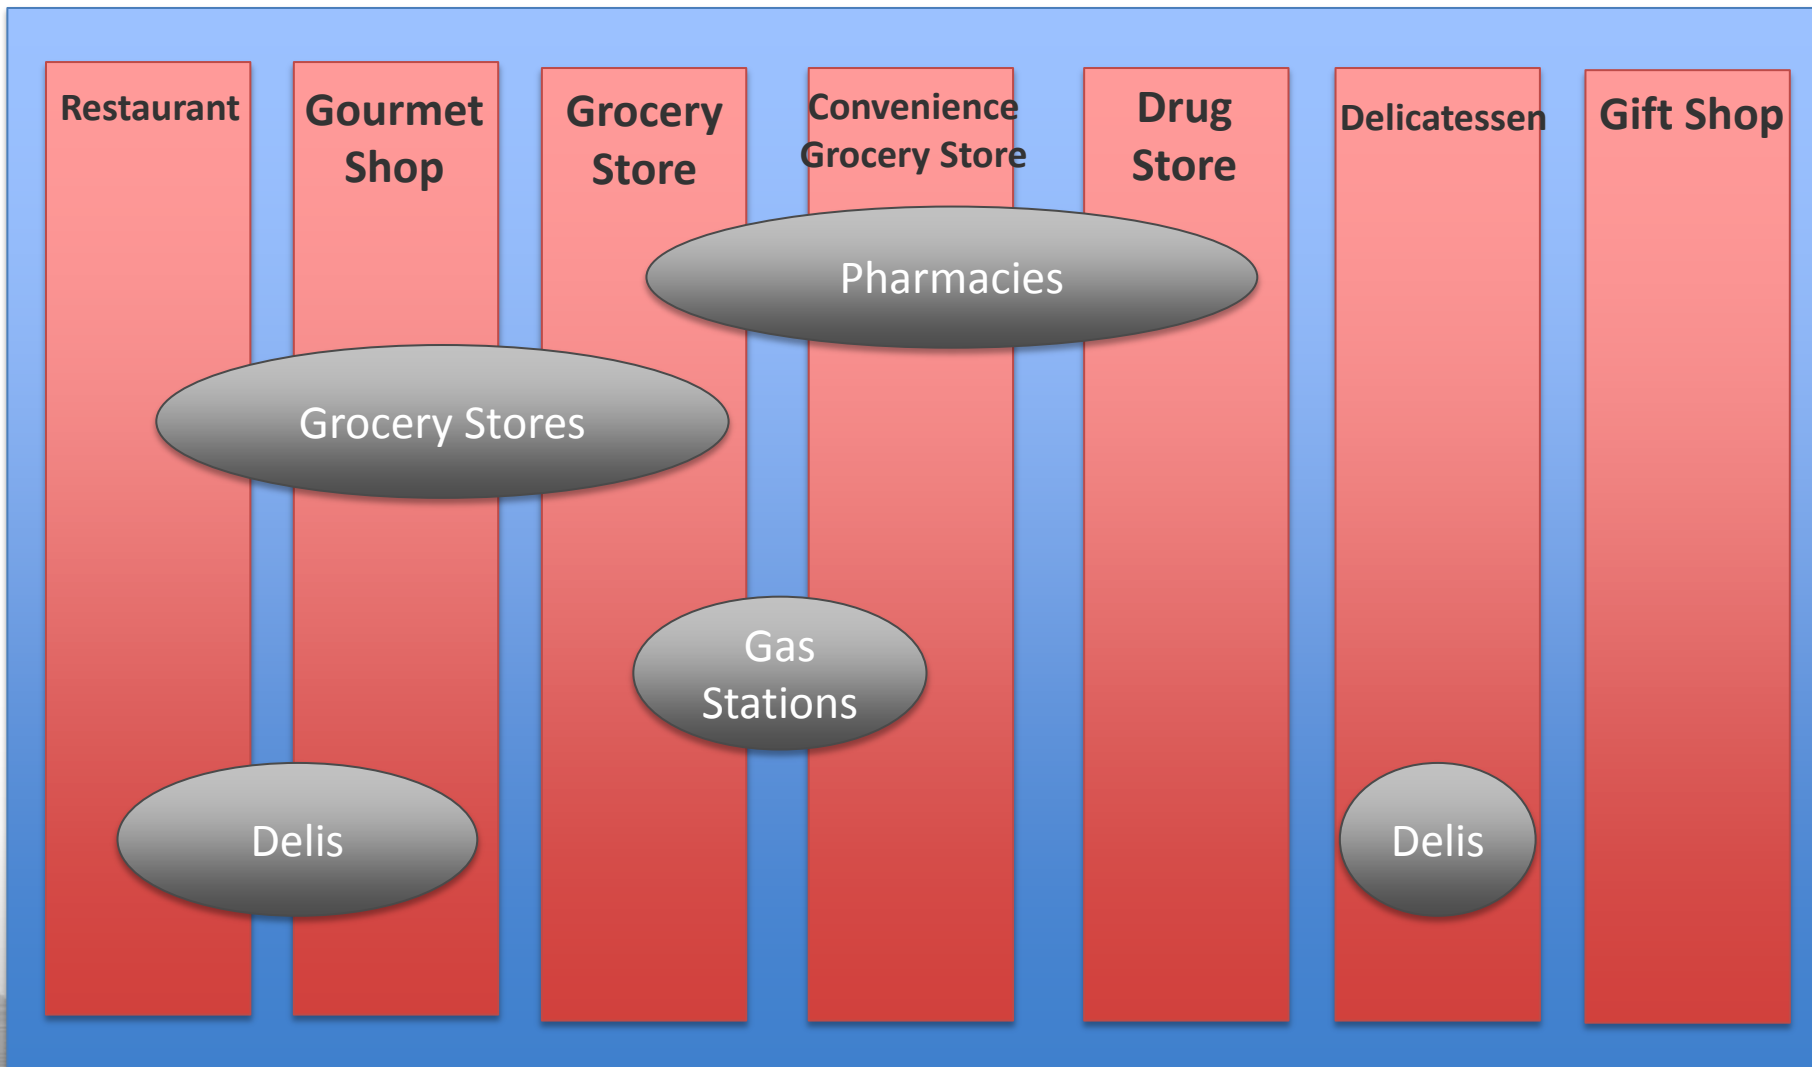 Restaurant
Gourmet
Shop
Grocery
Store
Convenience
Grocery Store
Drug
Store
Delicatessen
Gift Shop
Pharmacies
Grocery Stores
Gas
Stations
Delis
Delis